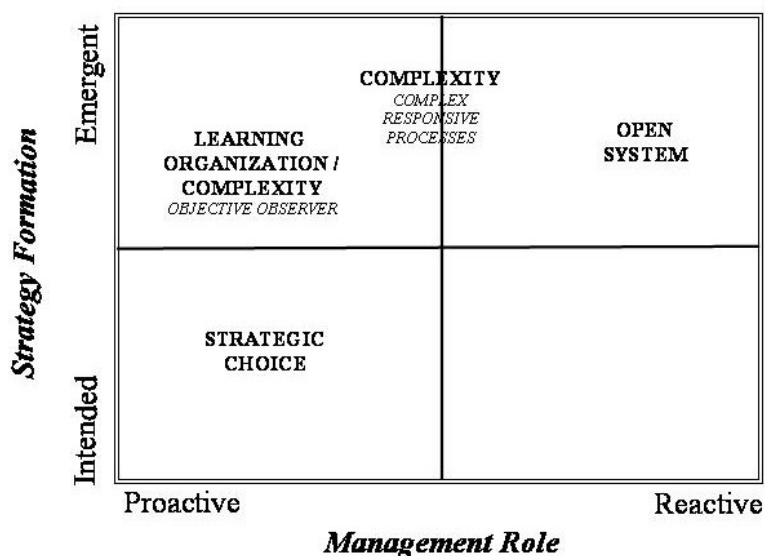 Strategy Formation
Emergent
Intended
COMPLEXITY
COMPLEX
RESPONSIVE
PROCESSES
LEARNING
ORGANIZATION /
COMPLEXITY
OBJECTIVE OBSERVER
OPEN
SYSTEM
STRATEGIC
CHOICE
Proactive
Reactive
Management Role